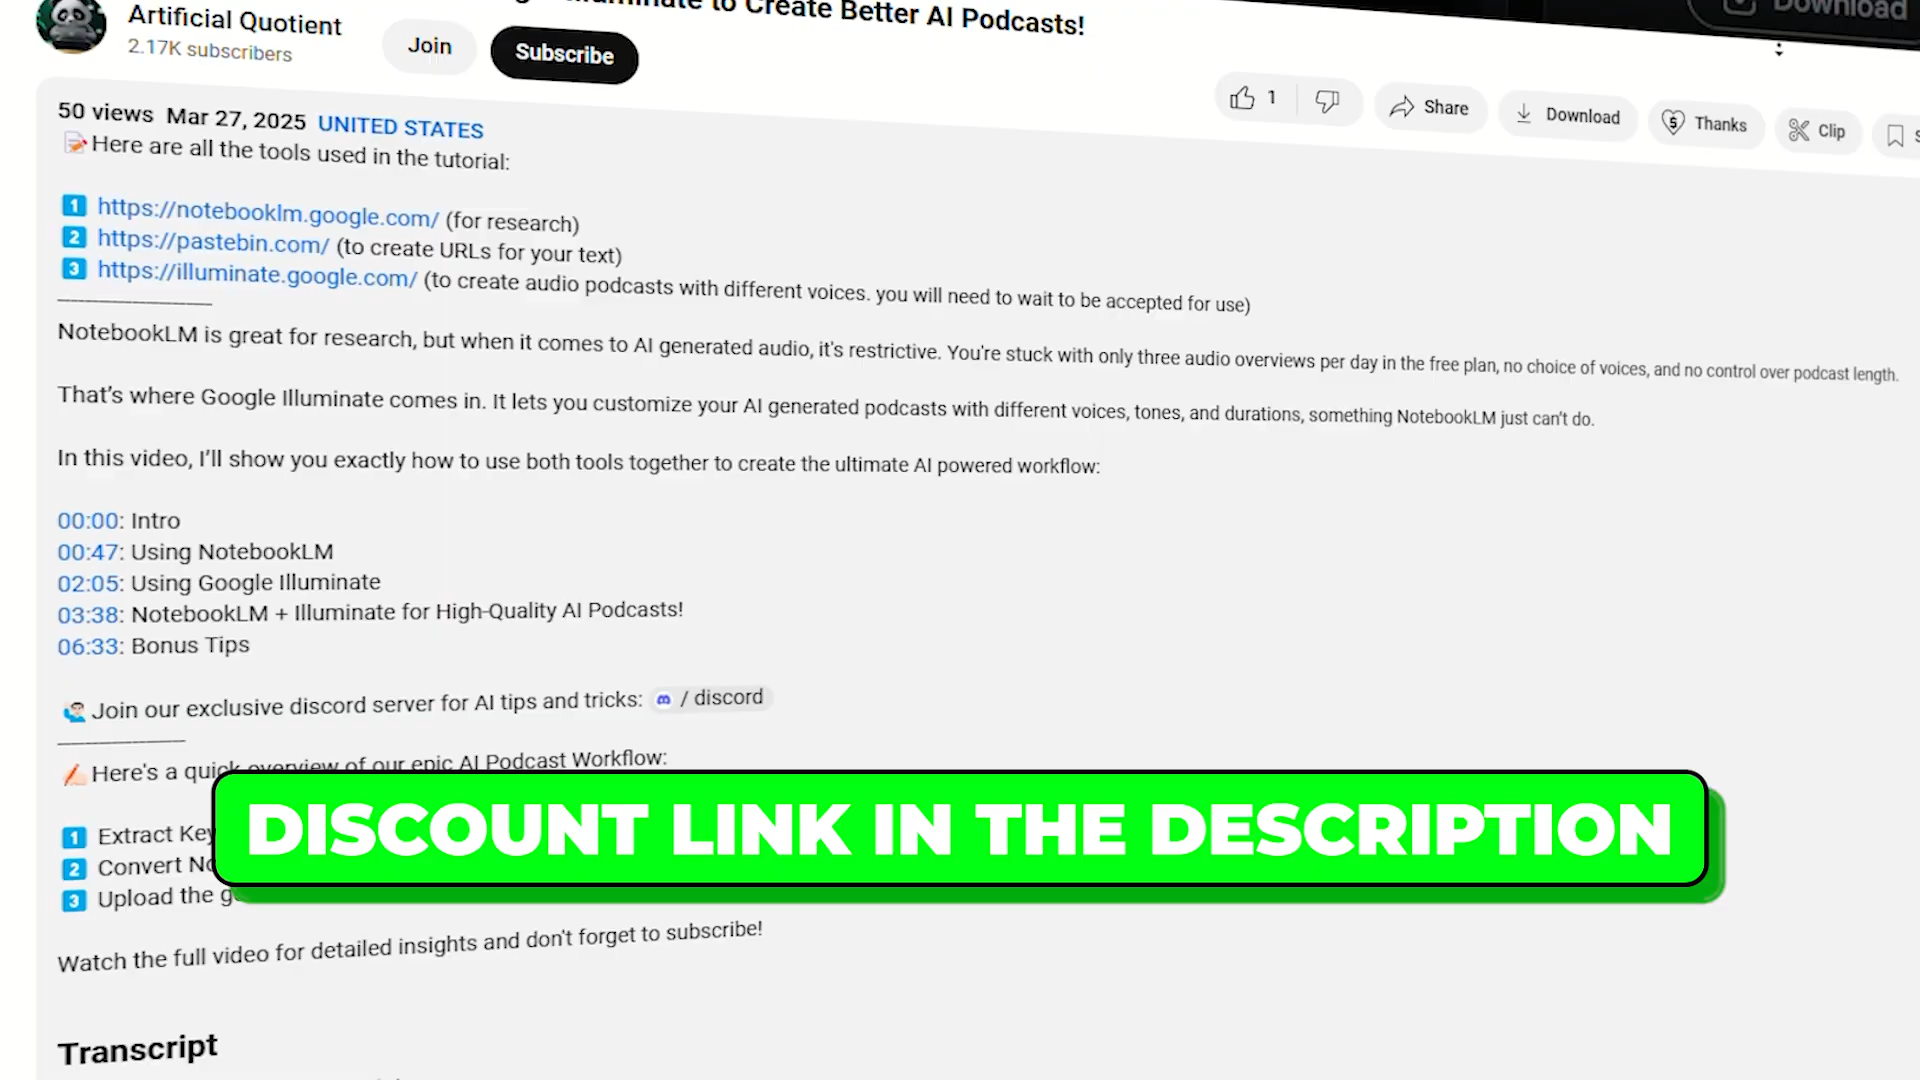 to Create Better AI Podcasts!
Download
Artificial Quotient
2.17K subscribers
Join
Subscribe
1
Share
Download
Thanks
Clip
50 views Mar 27, 2025 UNITED STATES
Here are all the tools used in the tutorial:
1 https://notebooklm.google.com/ (for research)
2 https://pastebin.com/ (to create URLs for your text)
3 https://illuminate.google.com/ (to create audio podcasts with different voices. you will need to wait to be accepted for use)
NotebookLM is great for research, but when it comes to AI generated audio, it's restrictive. You're stuck with only three audio overviews per day in the free plan, no choice of voices, and no control over podcast length.
That’s where Google Illuminate comes in. It lets you customize your AI generated podcasts with different voices, tones, and durations, something NotebookLM just can’t do.
In this video, I’ll show you exactly how to use both tools together to create the ultimate AI powered workflow:
00:00: Intro
00:47: Using NotebookLM
02:05: Using Google Illuminate
03:38: NotebookLM + Illuminate for High-Quality AI Podcasts!
06:33: Bonus Tips
Join our exclusive discord server for AI tips and tricks: / discord
Here's a quick overview of our epic AI Podcast Workflow:
DISCOUNT LINK IN THE DESCRIPTION
1 Extract Key
2 Convert
3 Upload the
Watch the full video for detailed insights and don't forget to subscribe!
Transcript